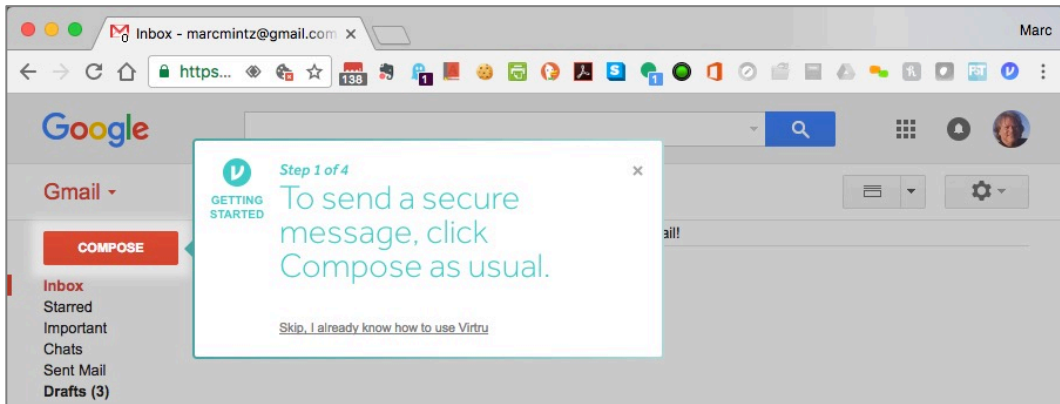 Inbox - marcmintz@gmail.com
Marc
https...
138
1
1
Google
Step 1 of 4
GETTING
STARTED
To send a secure
message, click
Compose as usual.
Skip, I already know how to use Virtru
Gmail
ail!
COMPOSE
Inbox
Starred
Important
Chats
Sent Mail
Drafts (3)